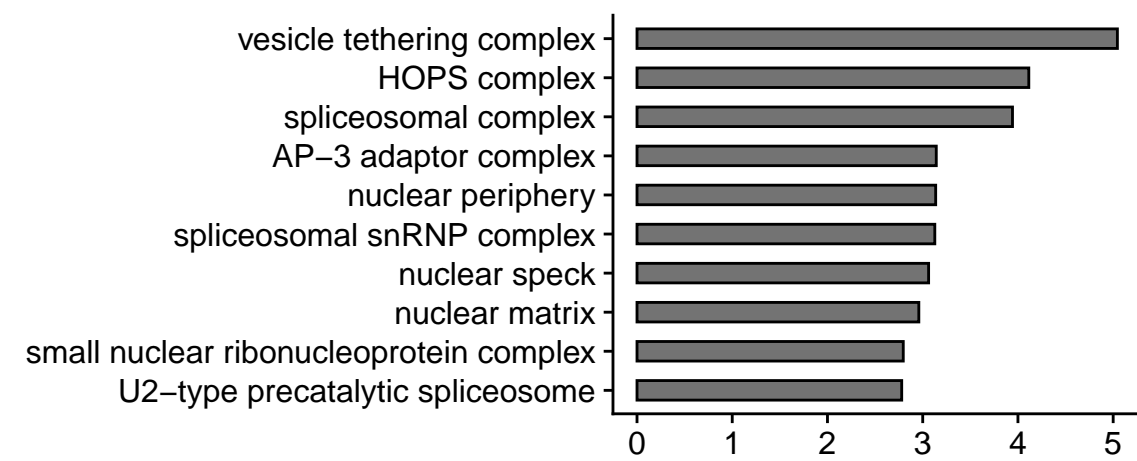 vesicle tethering complex
HOPS complex
spliceosomal complex
AP−3 adaptor complex
nuclear periphery
spliceosomal snRNP complex
nuclear speck
nuclear matrix
small nuclear ribonucleoprotein complex
U2−type precatalytic spliceosome
0 1 2 3 4 5